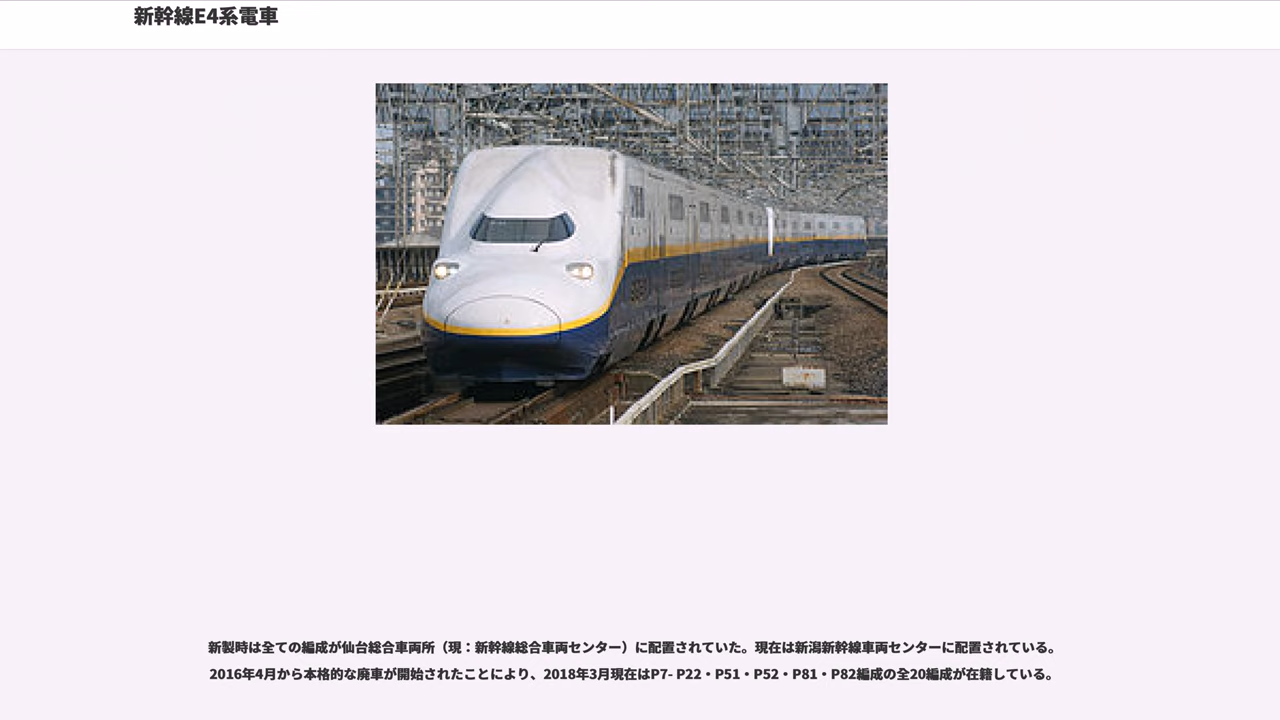 新幹線E4系電車
新製時は全ての編成が仙台総合車両所（現：新幹線総合車両センター）に配置されていた。現在は新潟新幹線車両センターに配置されている。
2016年4月から本格的な廃車が開始されたことにより、2018年3月現在はP7- P22・P51・P52・P81・P82編成の全20編成が在籍している。